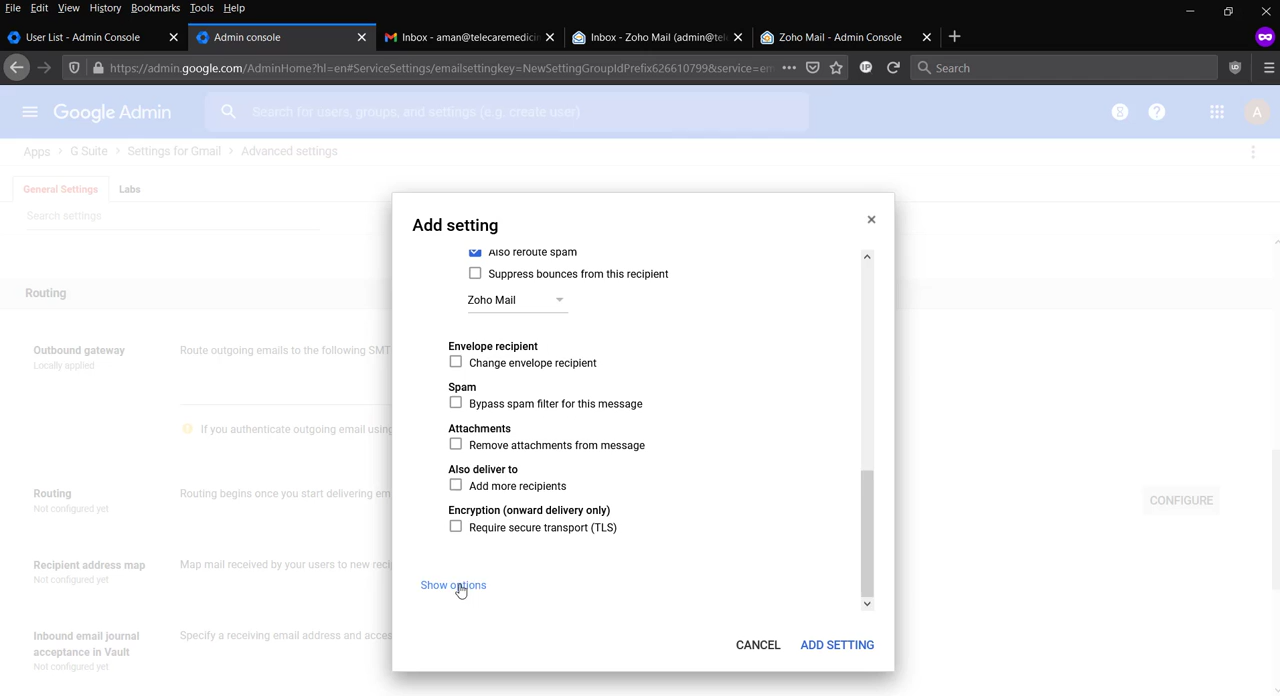 File Edit View History Bookmarks Tools Help
User List - Admin Console
Admin console
Inbox - aman@telecaremedicin
Inbox - Zoho Mail (admin@tel
Zoho Mail - Admin Console
https://admin.google.com/AdminHome?hl=en#ServiceSettings/emailsettingkey=NewSettingGroupIdPrefix626610799&service=em
Search
Google Admin
Search for users, groups, and settings (e.g. create user)
A
Apps > G Suite > Settings for Gmail > Advanced settings
General Settings
Labs
Search settings
Add setting
Also reroute spam
Suppress bounces from this recipient
Zoho Mail
Envelope recipient
Change envelope recipient
Spam
Bypass spam filter for this message
Attachments
Remove attachments from message
Also deliver to
Add more recipients
Encryption (onward delivery only)
Require secure transport (TLS)
Show options
CANCEL
ADD SETTING
Routing
Outbound gateway
Locally applied
Route outgoing emails to the following SMT
If you authenticate outgoing email using
Routing
Not configured yet
Routing begins once you start delivering em
CONFIGURE
Recipient address map
Not configured yet
Map mail received by your users to new reci
Inbound email journal
acceptance in Vault
Not configured yet
Specify a receiving email address and acces